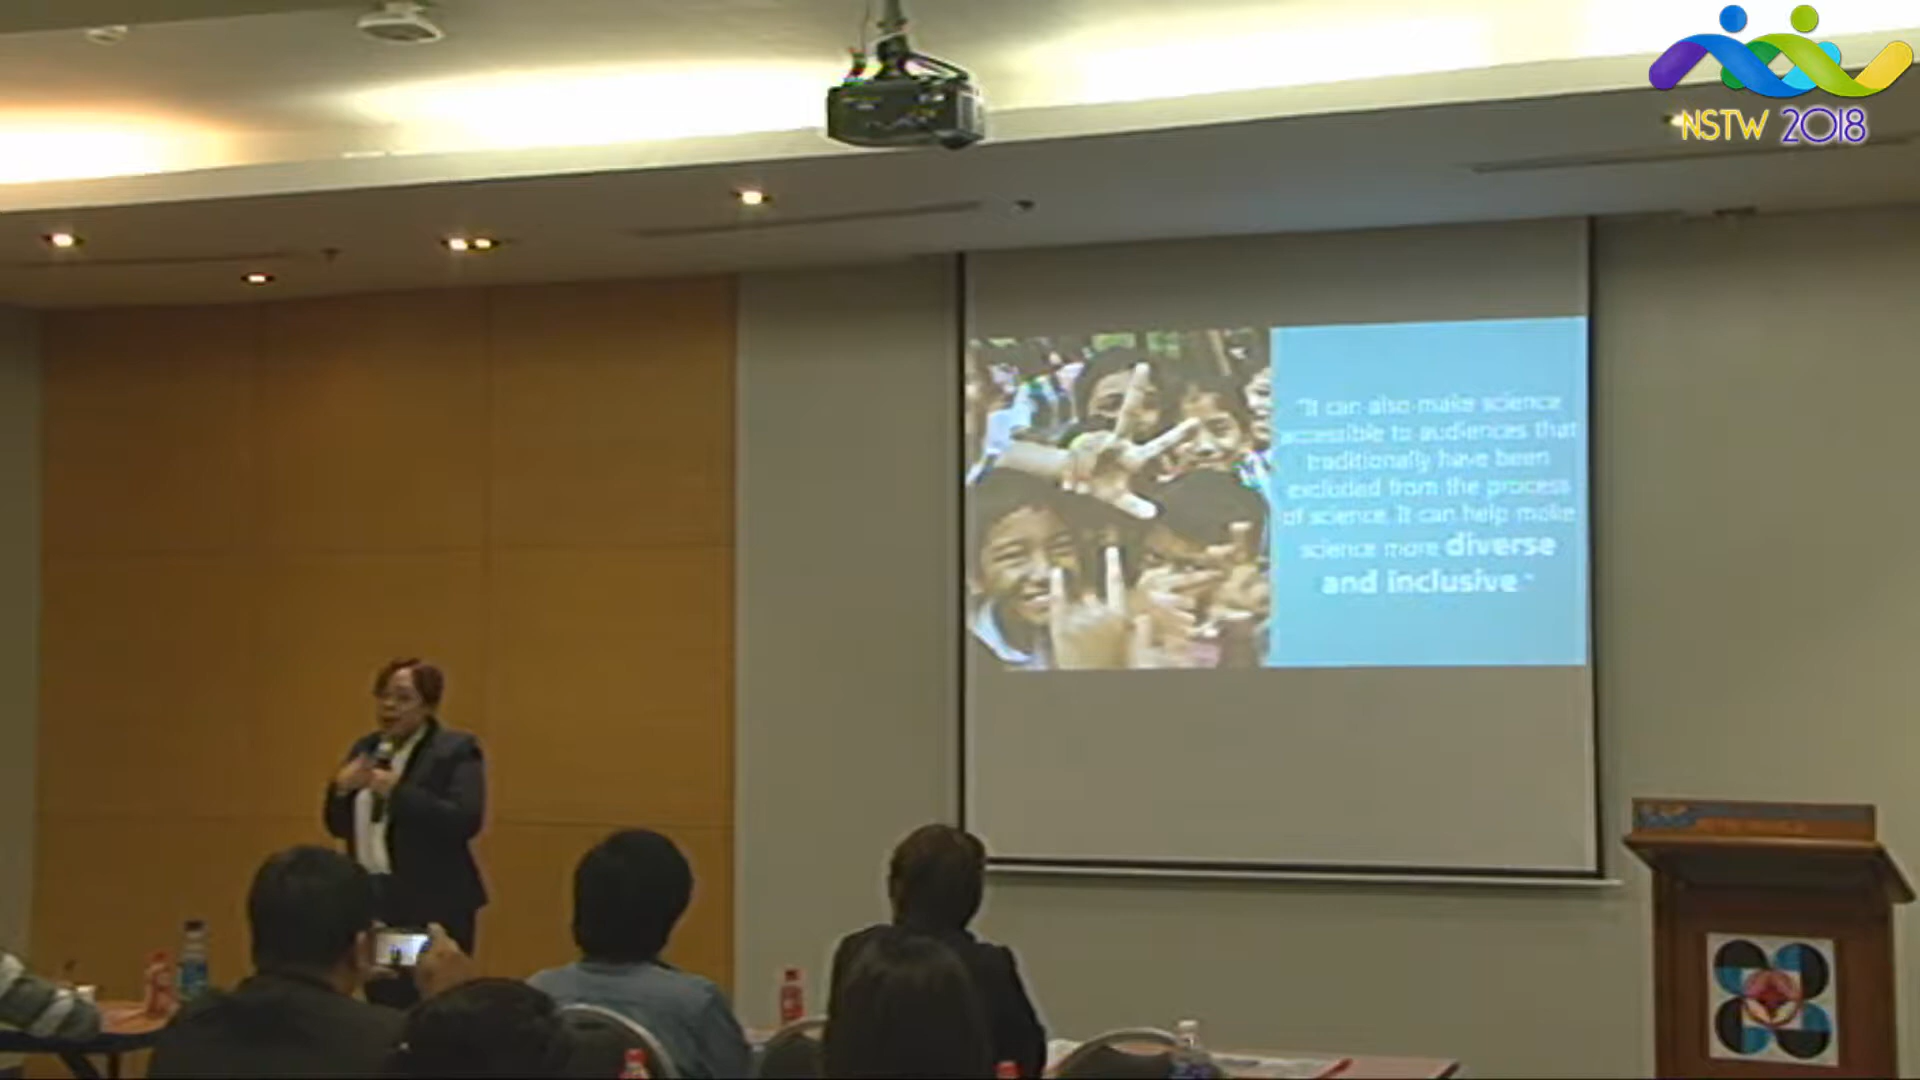 NSTW 2018
"It can also make science
accessible to audiences that
traditionally have been
excluded from the process
of science. It can help make
science more diverse
and inclusive."